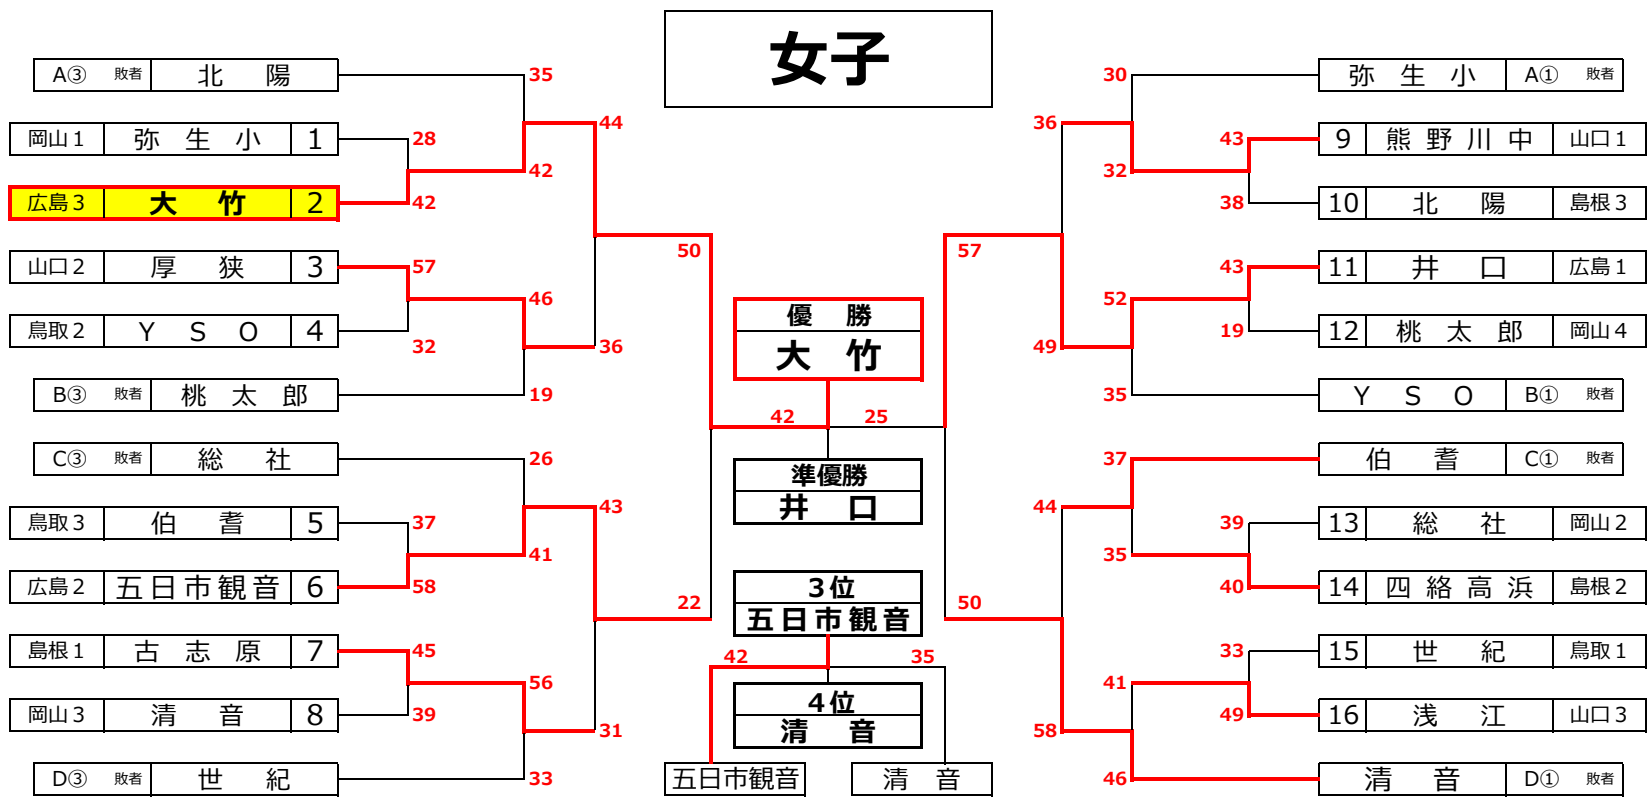 女子
A③ 敗者 北 陽
35
岡山1 弥 生 小 1
28
44
広島3 大 竹 2
42
42
山口2 厚 狭 3
57
50
鳥取2 Y S O 4
32
46
36
B③ 敗者 桃 太 郎
19
C③ 敗者 総 社
26
鳥取3 伯 耆 5
37
43
広島2 五日市観音 6
58
41
22
島根1 古 志 原 7
45
岡山3 清 音 8
39
56
31
D③ 敗者 世 紀
33
優 勝
大 竹
42 25
準優勝
井 口
3位
五日市観音
42 35
4位
清 音
五日市観音 清 音
30
弥 生 小 A① 敗者
36
43
9 熊野川中 山口1
32
38
10 北 陽 島根3
57
43
11 井 口 広島1
52
19
12 桃 太 郎 岡山4
49
35
Y S O B① 敗者
37
伯 耆 C① 敗者
44
39
13 総 社 岡山2
35
40
14 四絡高浜 島根2
50
33
15 世 紀 鳥取1
41
49
16 浅 江 山口3
58
46
清 音 D① 敗者